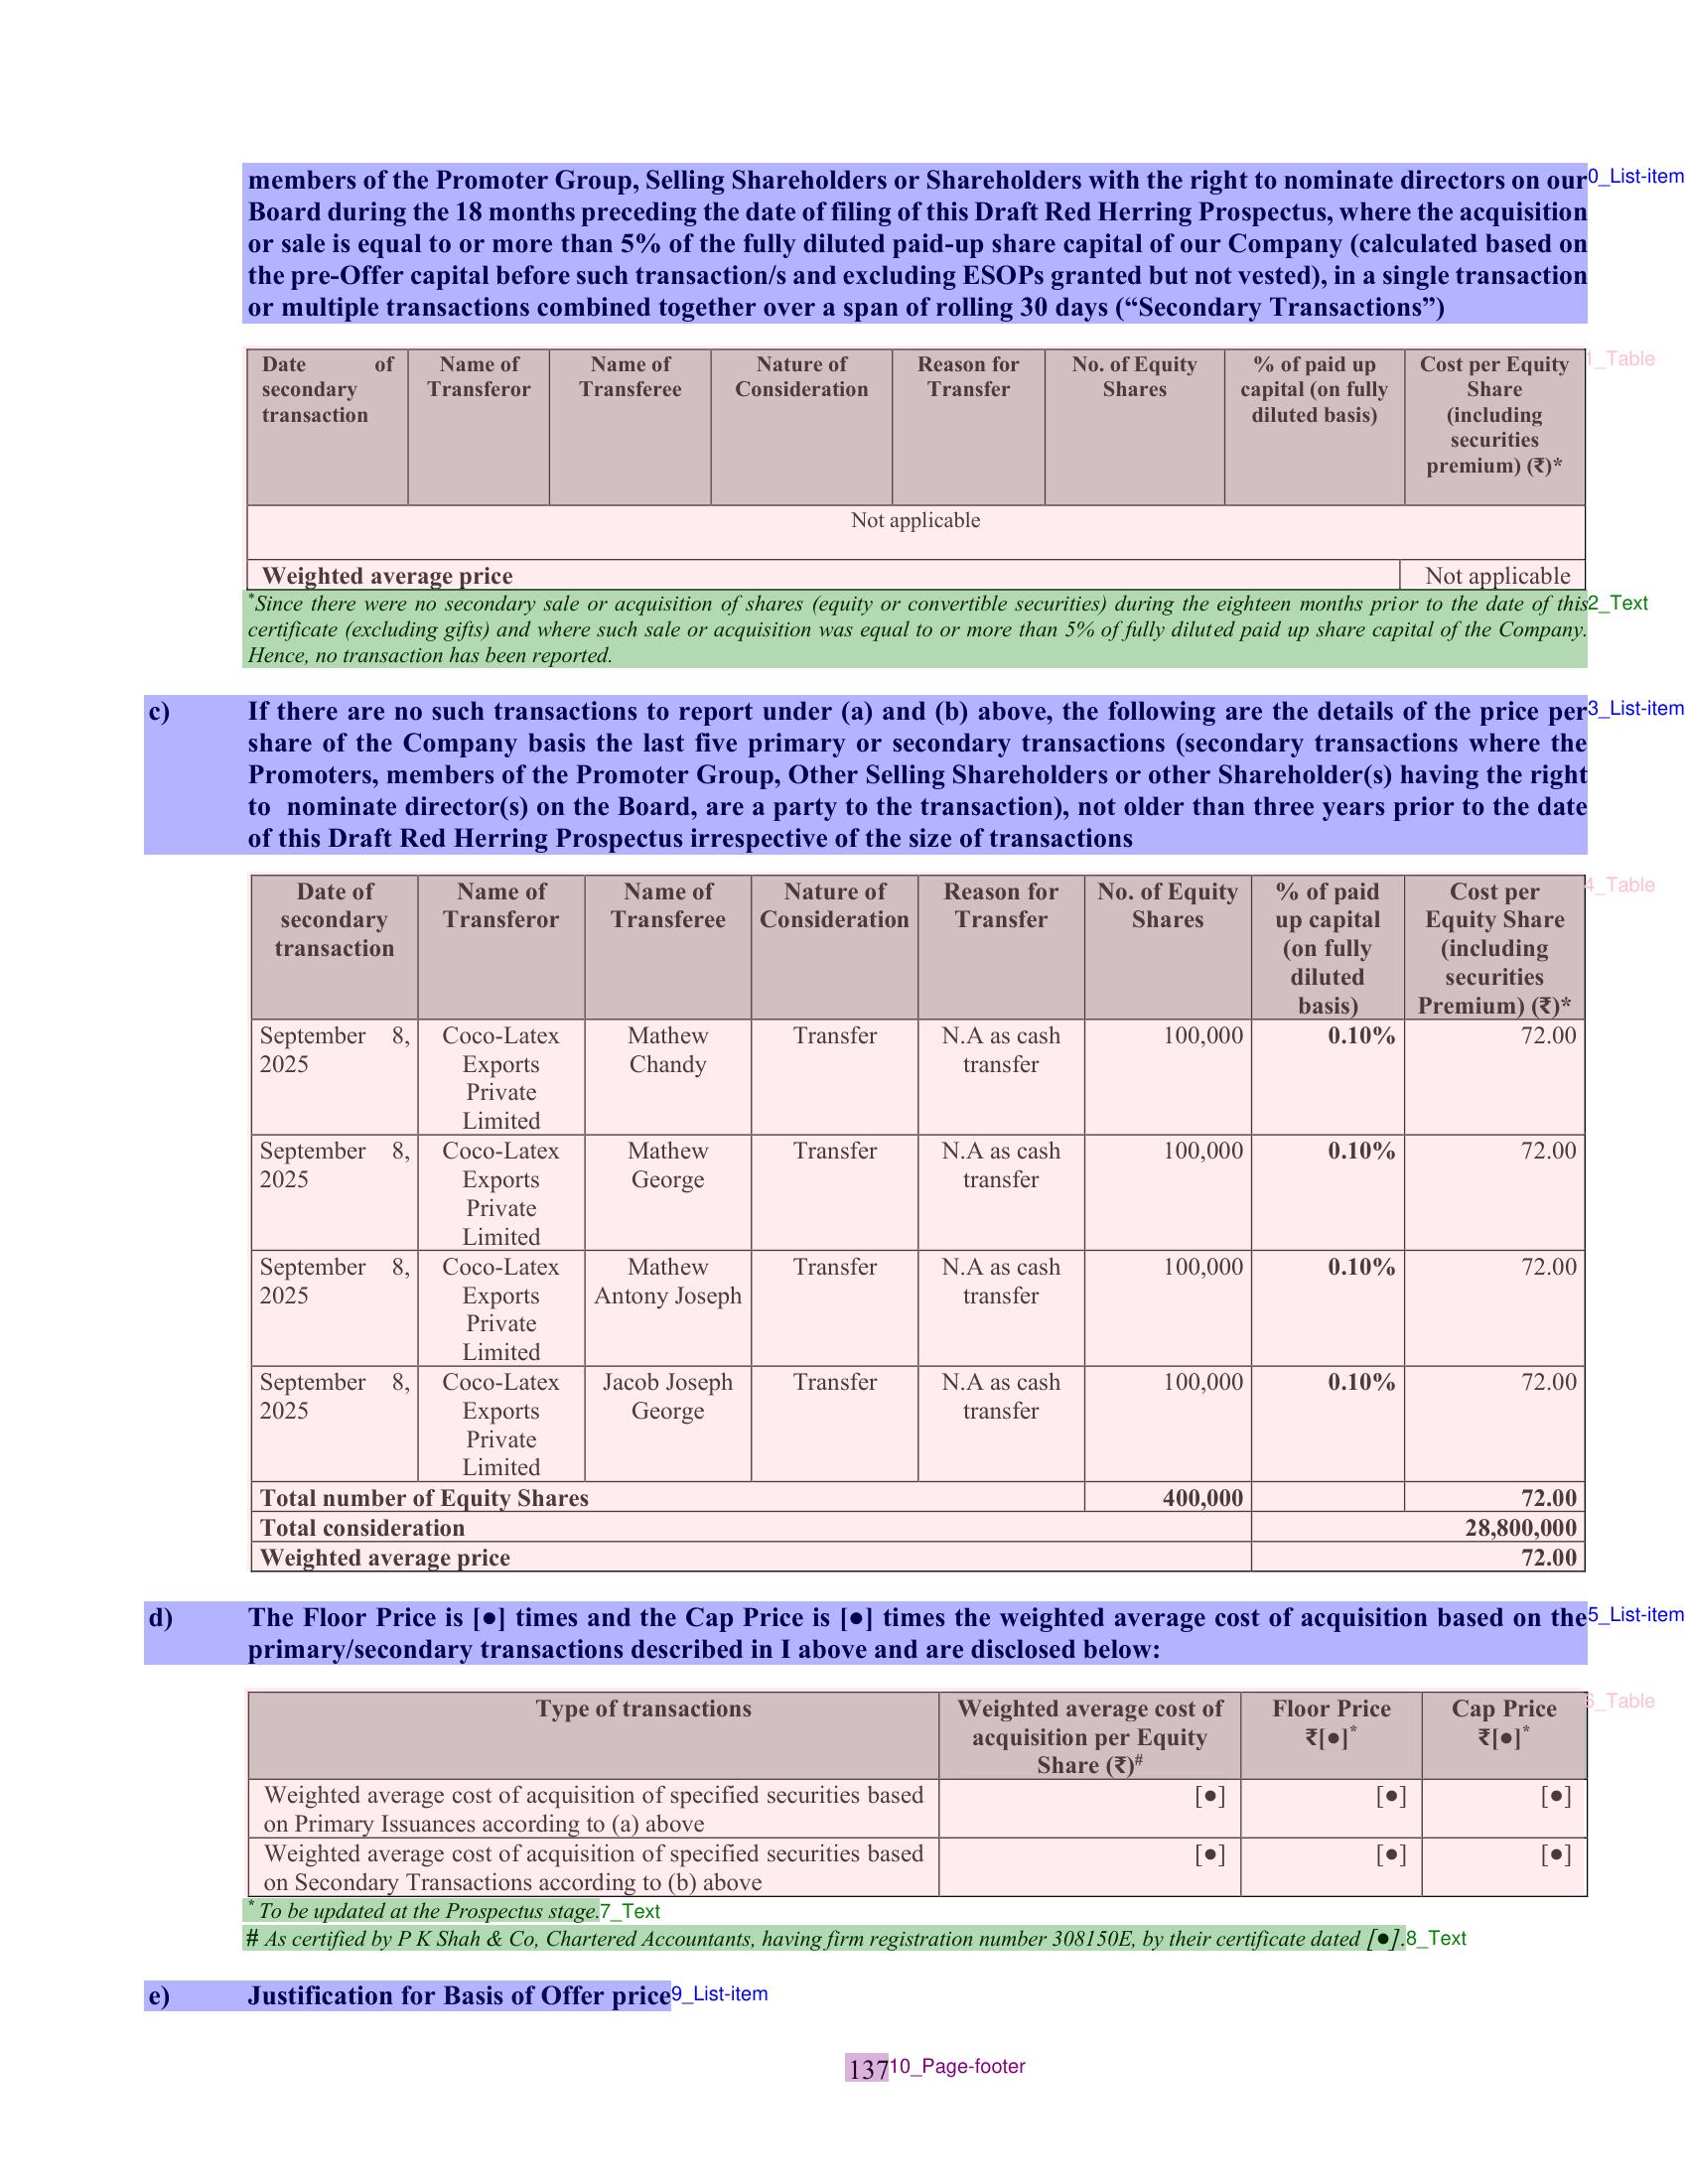 members of the Promoter Group, Selling Shareholders or Shareholders with the right to nominate directors on our
0_List-item
Board during the 18 months preceding the date of filing of this Draft Red Herring Prospectus, where the acquisition
or sale is equal to or more than 5% of the fully diluted paid-up share capital of our Company (calculated based on
the pre-Offer capital before such transaction/s and excluding ESOPs granted but not vested), in a single transaction
or multiple transactions combined together over a span of rolling 30 days (“Secondary Transactions”)
1_Table
Date of secondary transaction
Name of Transferor
Name of Transferee
Nature of Consideration
Reason for Transfer
No. of Equity Shares
% of paid up capital (on fully diluted basis)
Cost per Equity Share (including securities premium) (₹)*
Not applicable
Weighted average price Not applicable
*Since there were no secondary sale or acquisition of shares (equity or convertible securities) during the eighteen months prior to the date of this
2_Text
certificate (excluding gifts) and where such sale or acquisition was equal to or more than 5% of fully diluted paid up share capital of the Company.
Hence, no transaction has been reported.
c) If there are no such transactions to report under (a) and (b) above, the following are the details of the price per
3_List-item
share of the Company basis the last five primary or secondary transactions (secondary transactions where the
Promoters, members of the Promoter Group, Other Selling Shareholders or other Shareholder(s) having the right
to nominate director(s) on the Board, are a party to the transaction), not older than three years prior to the date
of this Draft Red Herring Prospectus irrespective of the size of transactions
4_Table
Date of secondary transaction
Name of Transferor
Name of Transferee
Nature of Consideration
Reason for Transfer
No. of Equity Shares
% of paid up capital (on fully diluted basis)
Cost per Equity Share (including securities Premium) (₹)*
September 8, 2025 Coco-Latex Exports Private Limited Mathew Chandy Transfer N.A as cash transfer 100,000 0.10% 72.00
September 8, 2025 Coco-Latex Exports Private Limited Mathew George Transfer N.A as cash transfer 100,000 0.10% 72.00
September 8, 2025 Coco-Latex Exports Private Limited Mathew Antony Joseph Transfer N.A as cash transfer 100,000 0.10% 72.00
September 8, 2025 Coco-Latex Exports Private Limited Jacob Joseph George Transfer N.A as cash transfer 100,000 0.10% 72.00
Total number of Equity Shares 400,000 72.00
Total consideration 28,800,000
Weighted average price 72.00
d) The Floor Price is [●] times and the Cap Price is [●] times the weighted average cost of acquisition based on the
5_List-item
primary/secondary transactions described in I above and are disclosed below:
6_Table
Type of transactions
Weighted average cost of acquisition per Equity Share (₹)#
Floor Price ₹[●]*
Cap Price ₹[●]*
Weighted average cost of acquisition of specified securities based on Primary Issuances according to (a) above [●] [●] [●]
Weighted average cost of acquisition of specified securities based on Secondary Transactions according to (b) above [●] [●] [●]
* To be updated at the Prospectus stage.
7_Text
# As certified by P K Shah & Co, Chartered Accountants, having firm registration number 308150E, by their certificate dated [●].
8_Text
e) Justification for Basis of Offer price
9_List-item
137
10_Page-footer